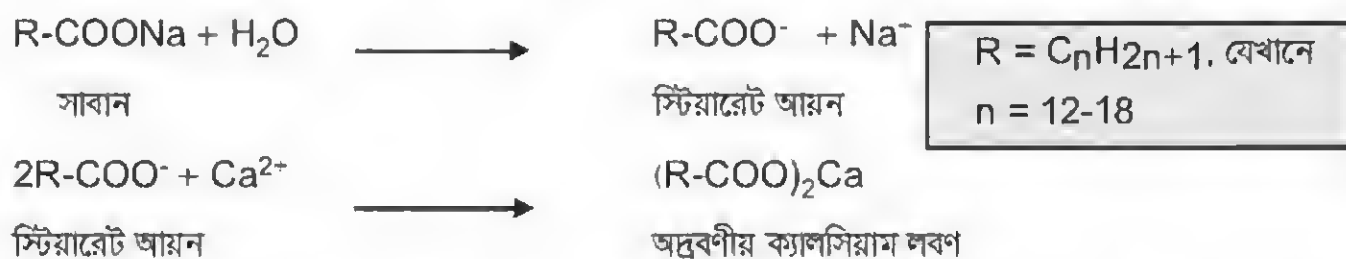 R-COONa + H₂O ⟶ R-COO⁻ + Na⁺
সাবান স্টিয়ারেট আয়ন
R = CnH2n+1. যেখানে
n = 12-18
2R-COO⁻ + Ca²⁺ ⟶ (R-COO)₂Ca
স্টিয়ারেট আয়ন অদ্রবণীয় ক্যালসিয়াম লবণ